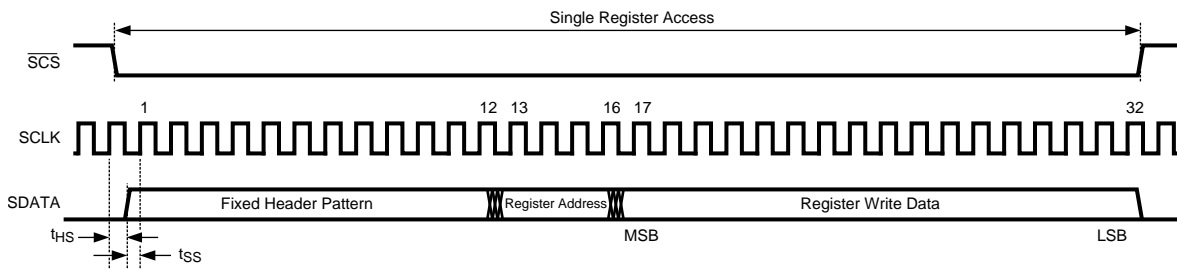 Single Register Access
SCS
1 12 13 16 17 32
SCLK
SDATA Fixed Header Pattern Register Address Register Write Data
tHS MSB LSB
tSS